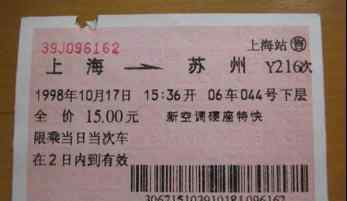 39J096162 上海站 售
上海 → 苏州 Y216次
1998年10月17日 15:36开 06车044号下层
全价 15.00元 新空调硬座特快
限乘当日当次车
在2日内到有效